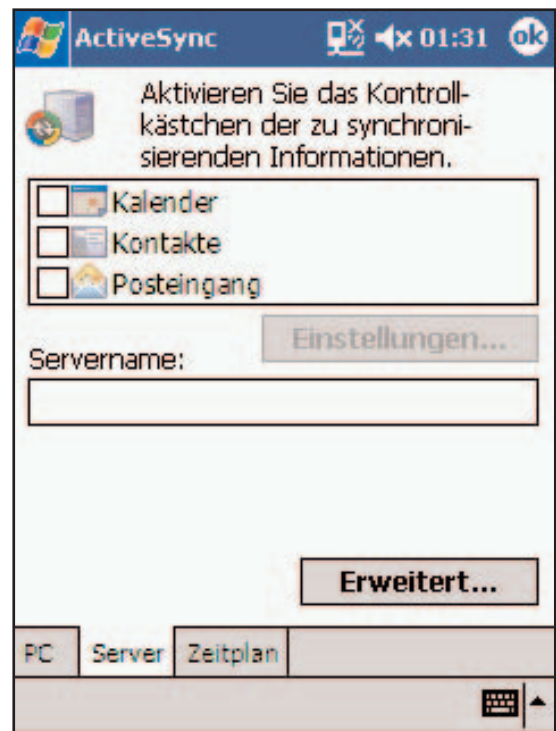 ActiveSync 01:31 ok
Aktivieren Sie das Kontroll-
kästchen der zu synchroni-
sierenden Informationen.
Kalender
Kontakte
Posteingang
Einstellungen...
Servername:
Erweitert...
PC Server Zeitplan